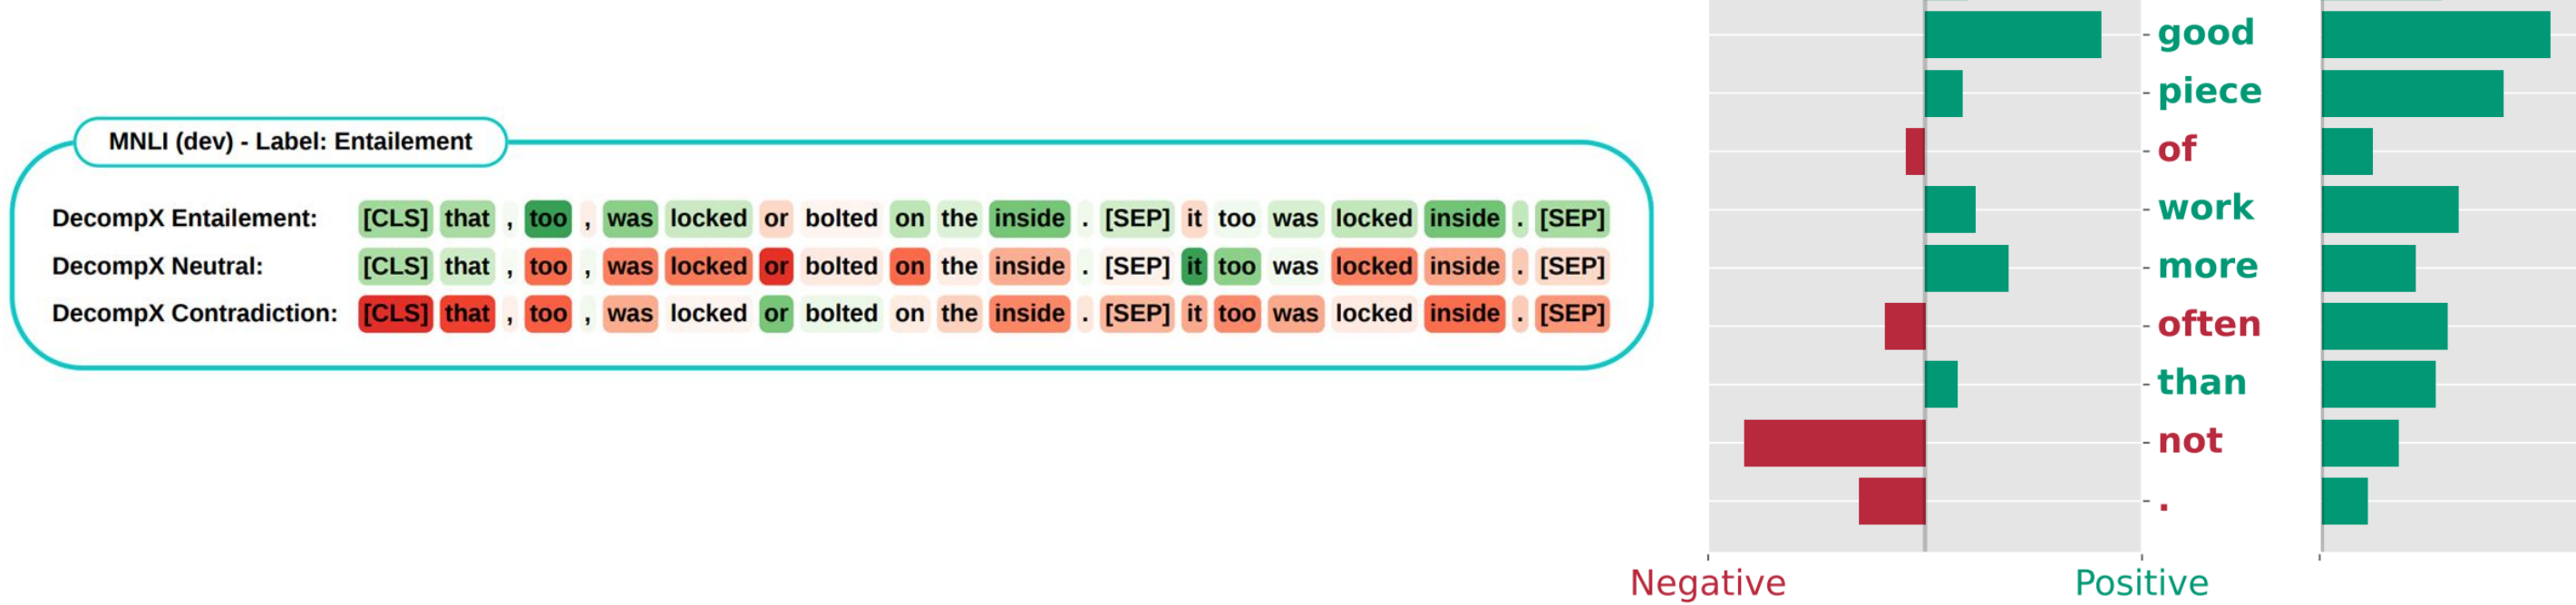 MNLI (dev) - Label: Entailement
DecompX Entailement: [CLS] that , too , was locked or bolted on the inside . [SEP] it too was locked inside . [SEP]
DecompX Neutral: [CLS] that , too , was locked or bolted on the inside . [SEP] it too was locked inside . [SEP]
DecompX Contradiction: [CLS] that , too , was locked or bolted on the inside . [SEP] it too was locked inside . [SEP]
good
piece
of
work
more
often
than
not
.
Negative
Positive